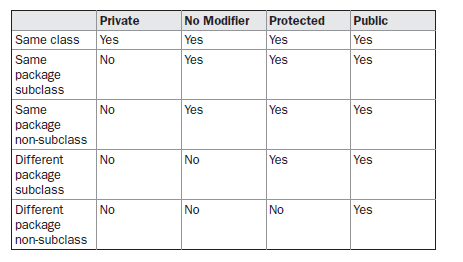 Private No Modifier Protected Public
Same class Yes Yes Yes Yes
Same No Yes Yes Yes
package
subclass
Same No Yes Yes Yes
package
non-subclass
Different No No Yes Yes
package
subclass
Different No No No Yes
package
non-subclass